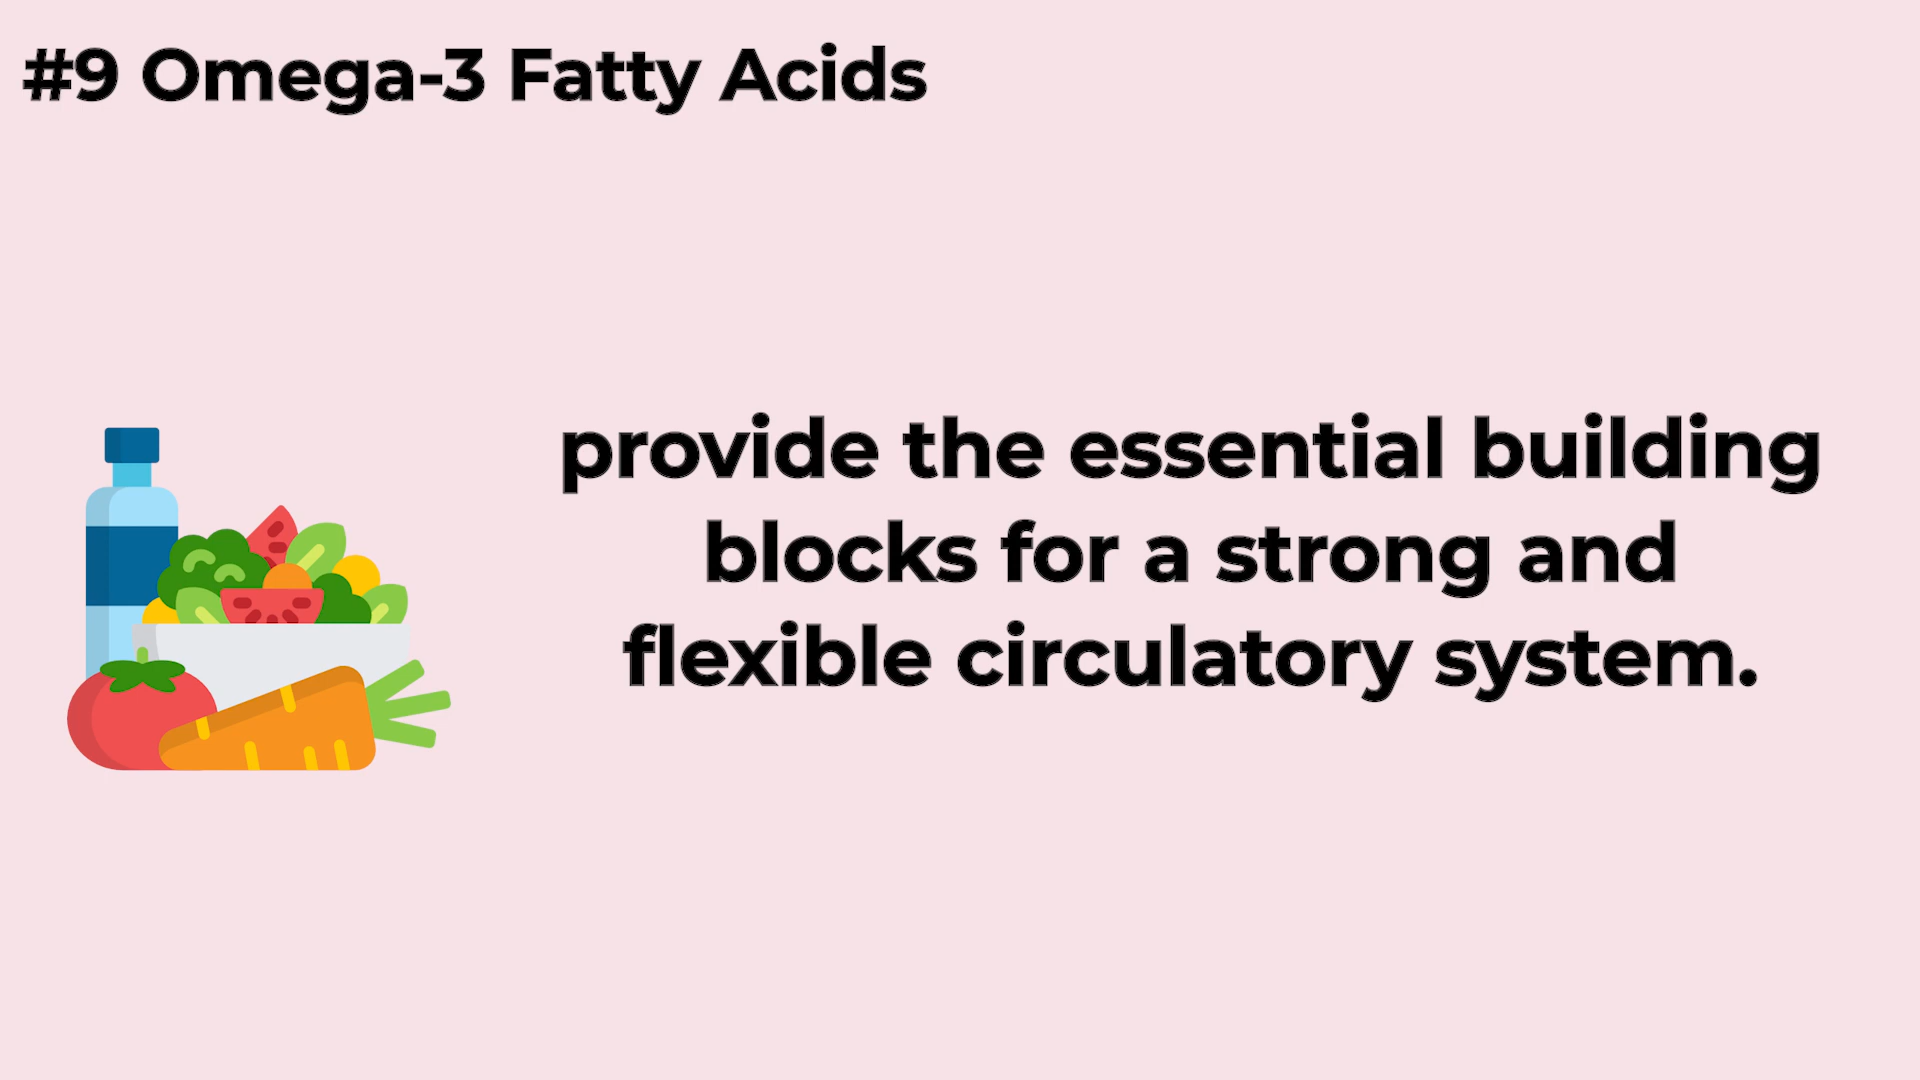 #9 Omega-3 Fatty Acids
provide the essential building
blocks for a strong and
flexible circulatory system.